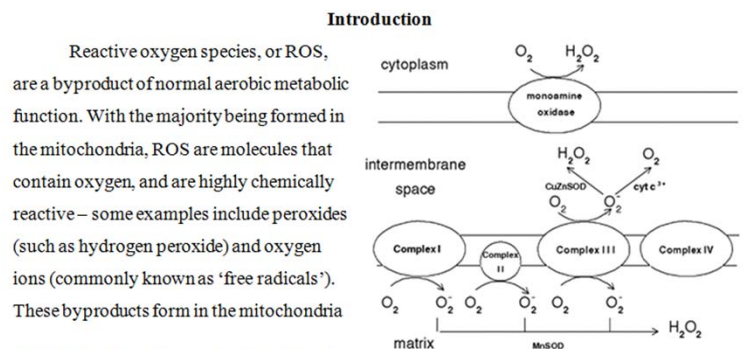 Introduction
Reactive oxygen species, or ROS,
are a byproduct of normal aerobic metabolic
function. With the majority being formed in
the mitochondria, ROS are molecules that
contain oxygen, and are highly chemically
reactive – some examples include peroxides
(such as hydrogen peroxide) and oxygen
ions (commonly known as ‘free radicals’).
These byproducts form in the mitochondria
O₂ H₂O₂
cytoplasm
monoamine
oxidase
H₂O₂ O₂
intermembrane
space
CuZnSOD cyt c³⁺
O₂ O₂⁻
Complex I
Complex
II
Complex III
Complex IV
O₂ O₂⁻ O₂ O₂⁻ O₂ O₂⁻
H₂O₂
matrix
MnSOD